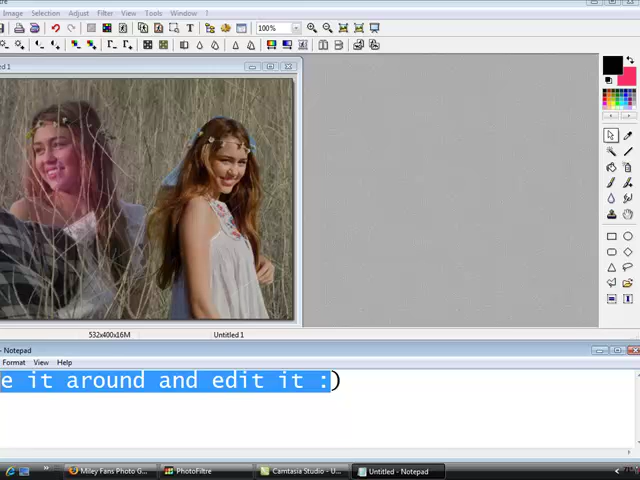 Image Selection Adjust Filter View Tools Window
100%
1
532x400x16M Untitled 1
- Notepad
Format View Help
e it around and edit it :)
Miley Fans Photo G... PhotoFiltre Camtasia Studio - U... Untitled - Notepad